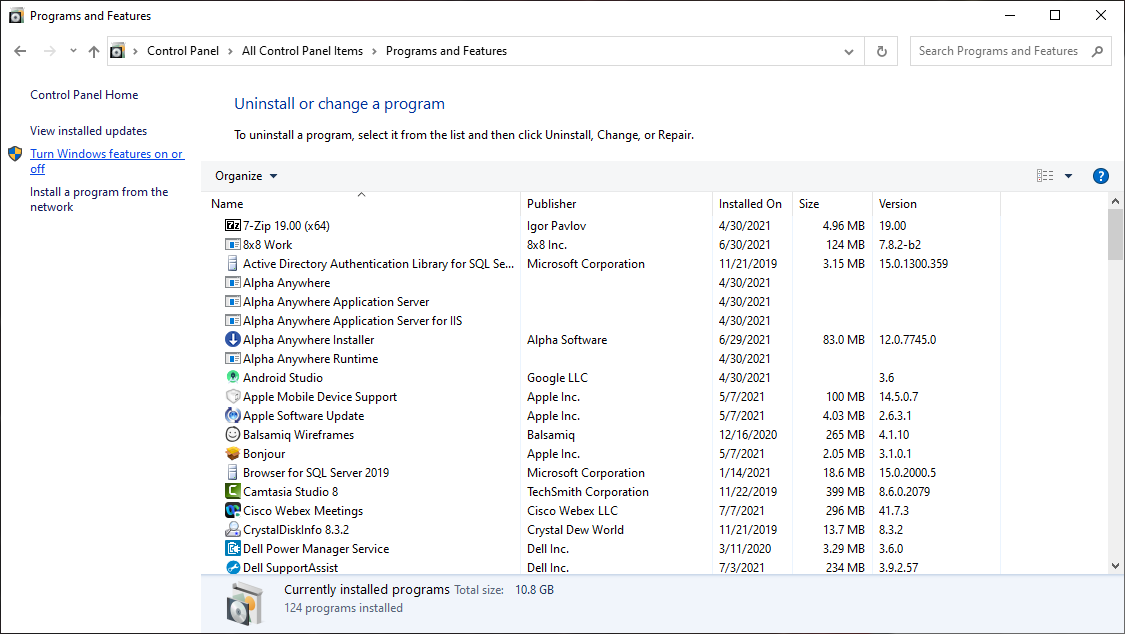 Programs and Features
Control Panel > All Control Panel Items > Programs and Features
Search Programs and Features
Control Panel Home
View installed updates
Turn Windows features on or
off
Install a program from the
network
Uninstall or change a program
To uninstall a program, select it from the list and then click Uninstall, Change, or Repair.
Organize
Name Publisher Installed On Size Version
7-Zip 19.00 (x64) Igor Pavlov 4/30/2021 4.96 MB 19.00
8x8 Work 8x8 Inc. 6/30/2021 124 MB 7.8.2-b2
Active Directory Authentication Library for SQL Se... Microsoft Corporation 11/21/2019 3.15 MB 15.0.1300.359
Alpha Anywhere 4/30/2021
Alpha Anywhere Application Server 4/30/2021
Alpha Anywhere Application Server for IIS 4/30/2021
Alpha Anywhere Installer Alpha Software 6/29/2021 83.0 MB 12.0.7745.0
Alpha Anywhere Runtime 4/30/2021
Android Studio Google LLC 4/30/2021 3.6
Apple Mobile Device Support Apple Inc. 5/7/2021 100 MB 14.5.0.7
Apple Software Update Apple Inc. 5/7/2021 4.03 MB 2.6.3.1
Balsamiq Wireframes Balsamiq 12/16/2020 265 MB 4.1.10
Bonjour Apple Inc. 5/7/2021 2.05 MB 3.1.0.1
Browser for SQL Server 2019 Microsoft Corporation 1/14/2021 18.6 MB 15.0.2000.5
Camtasia Studio 8 TechSmith Corporation 11/22/2019 399 MB 8.6.0.2079
Cisco Webex Meetings Cisco Webex LLC 7/7/2021 296 MB 41.7.3
CrystalDiskInfo 8.3.2 Crystal Dew World 11/21/2019 13.7 MB 8.3.2
Dell Power Manager Service Dell Inc. 3/11/2020 3.29 MB 3.6.0
Dell SupportAssist Dell Inc. 7/3/2021 234 MB 3.9.2.57
Currently installed programs Total size: 10.8 GB
124 programs installed